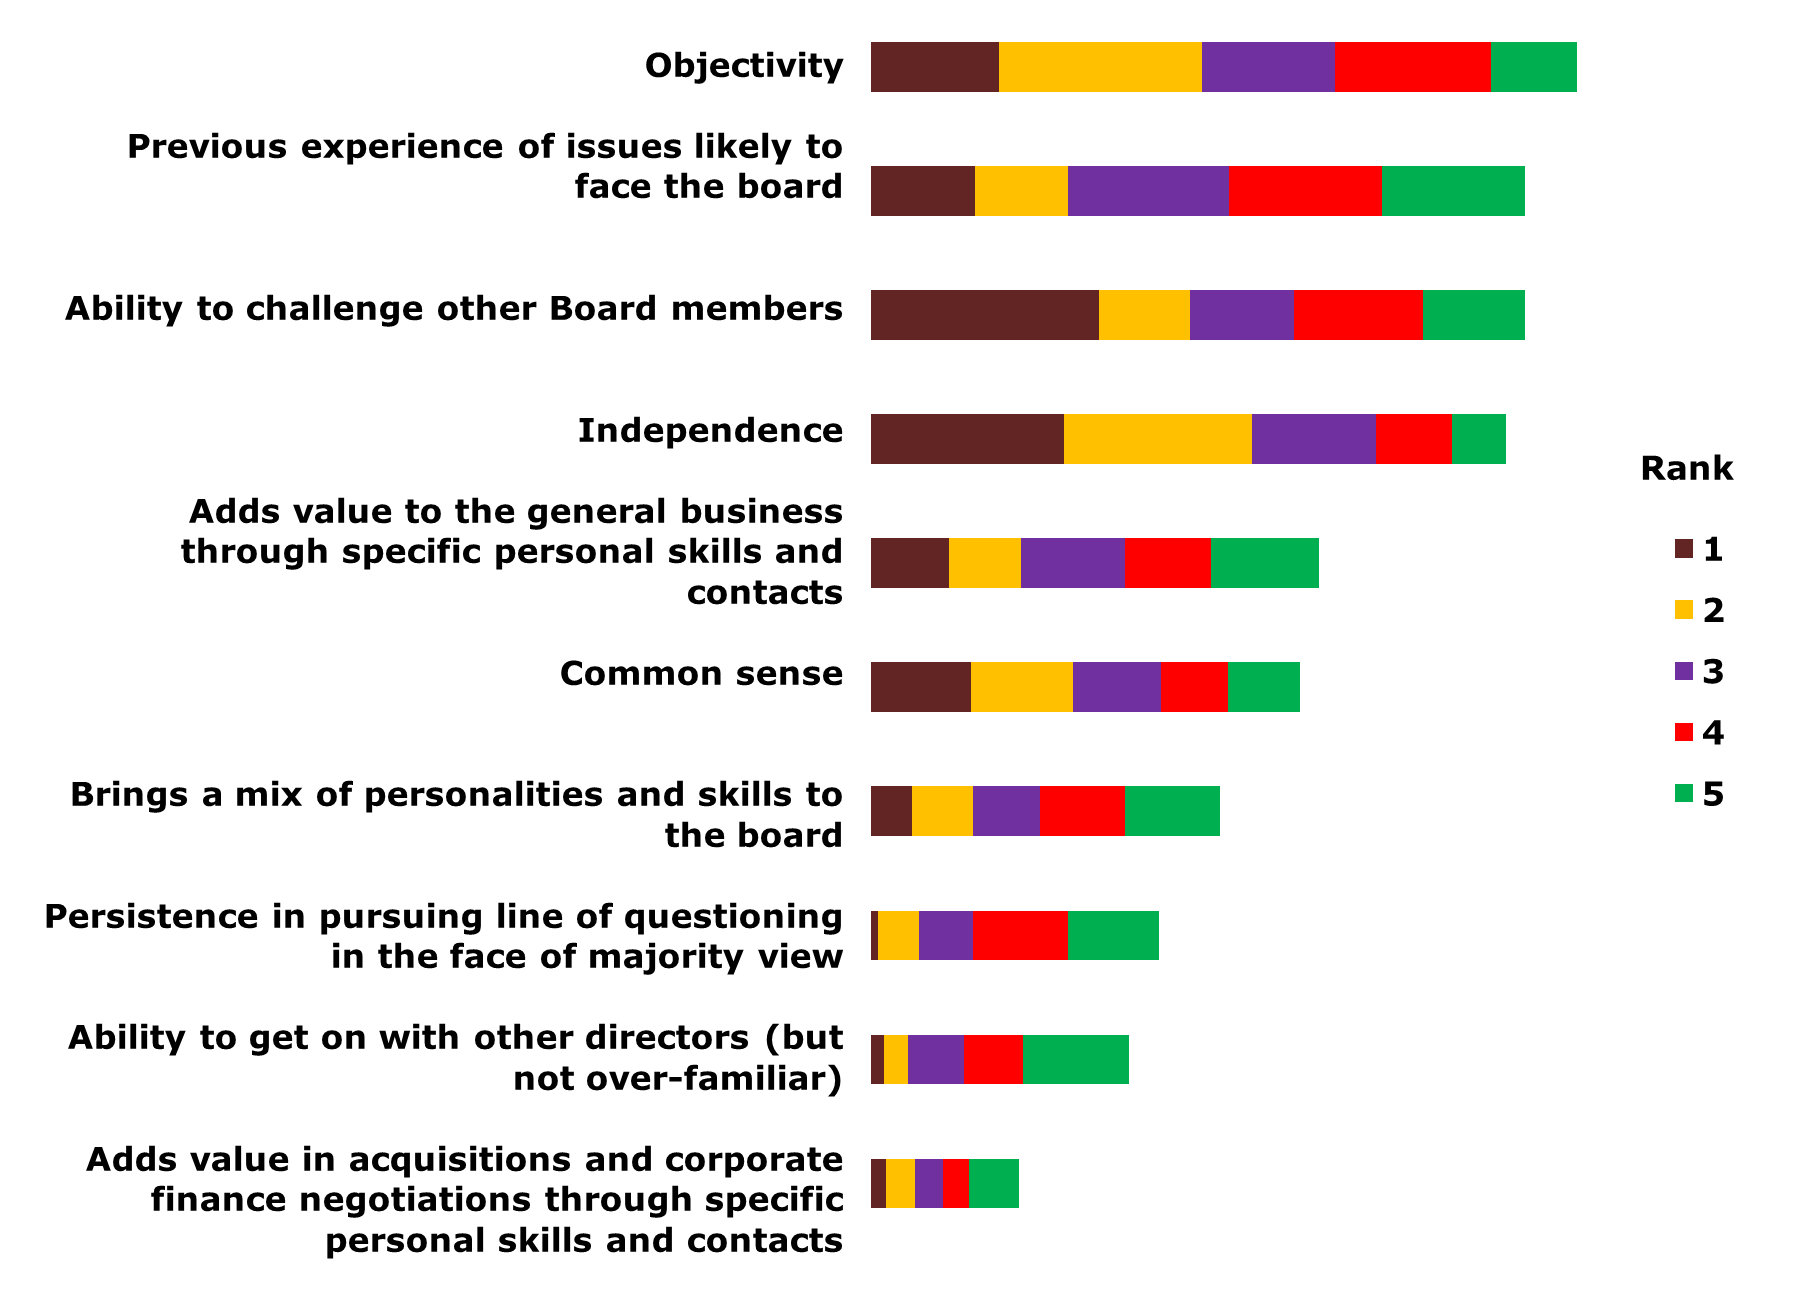 Objectivity
Previous experience of issues likely to
face the board
Ability to challenge other Board members
Independence
Adds value to the general business
through specific personal skills and
contacts
Common sense
Brings a mix of personalities and skills to
the board
Persistence in pursuing line of questioning
in the face of majority view
Ability to get on with other directors (but
not over-familiar)
Adds value in acquisitions and corporate
finance negotiations through specific
personal skills and contacts
Rank
1
2
3
4
5